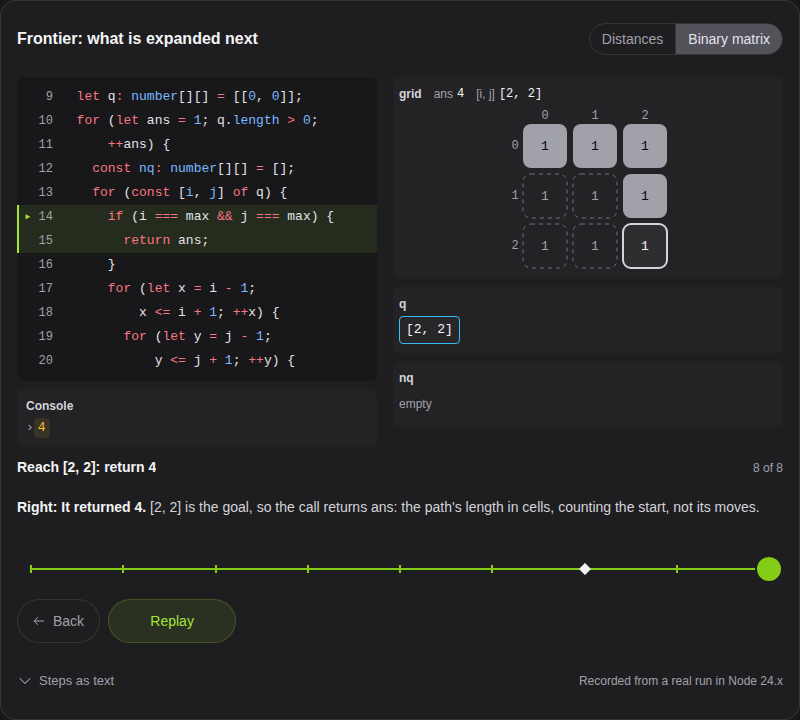 Frontier: what is expanded next
Distances Binary matrix
9 let q: number[][] = [[0, 0]];
10 for (let ans = 1; q.length > 0;
11 ++ans) {
12 const nq: number[][] = [];
13 for (const [i, j] of q) {
▸ 14 if (i === max && j === max) {
15 return ans;
16 }
17 for (let x = i - 1;
18 x <= i + 1; ++x) {
19 for (let y = j - 1;
20 y <= j + 1; ++y) {
Console
› 4
grid ans 4 [i, j] [2, 2]
0 1 2
0 1 1 1
1 1 1 1
2 1 1 1
q
[2, 2]
nq
empty
Reach [2, 2]: return 4
8 of 8
Right: It returned 4. [2, 2] is the goal, so the call returns ans: the path's length in cells, counting the start, not its moves.
← Back
Replay
Steps as text
Recorded from a real run in Node 24.x